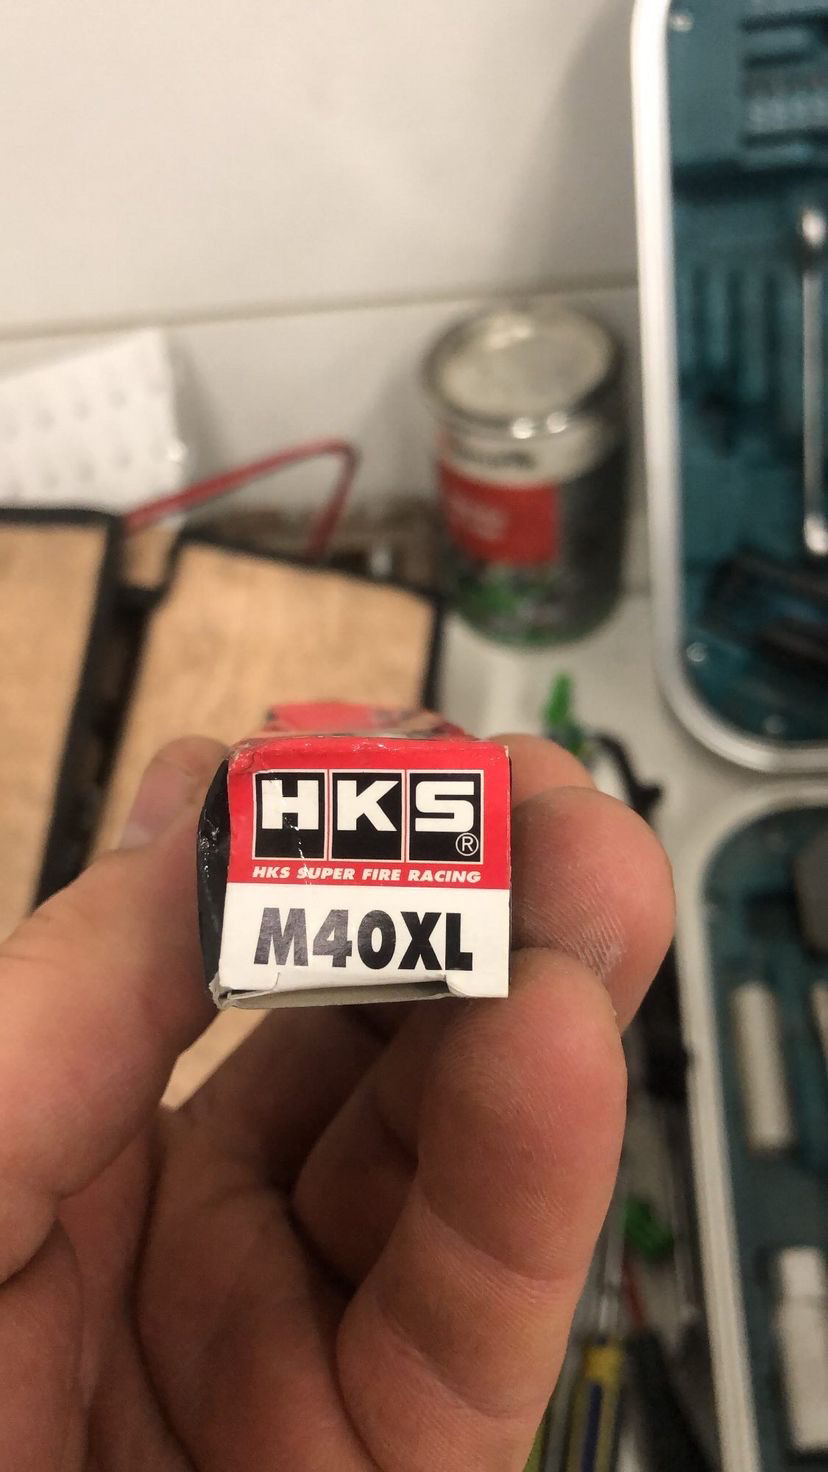 HKS®
HKS SUPER FIRE RACING
M40XL